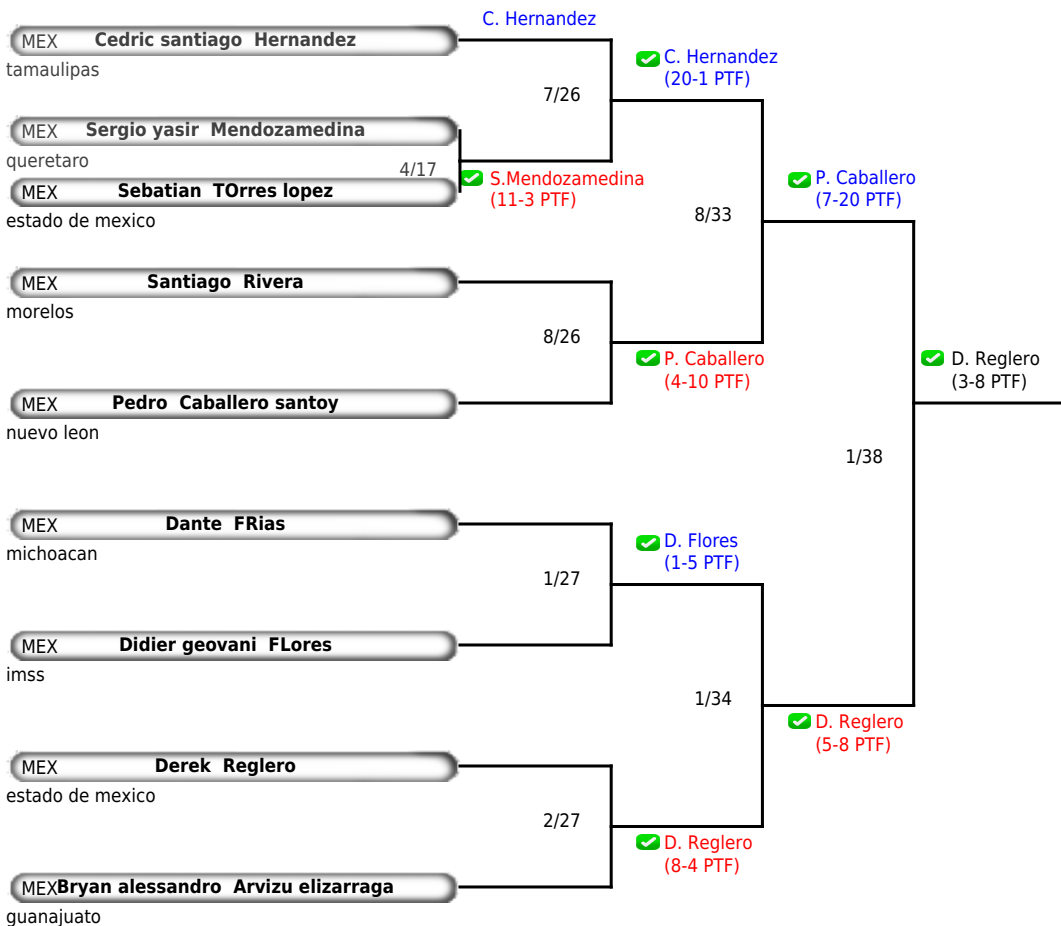 C. Hernandez
MEX Cedric santiago Hernandez
tamaulipas
C. Hernandez
(20-1 PTF)
7/26
MEX Sergio yasir Mendozamedina
queretaro
4/17
S.Mendozamedina
(11-3 PTF)
MEX Sebatian TOrres lopez
estado de mexico
P. Caballero
(7-20 PTF)
8/33
MEX Santiago Rivera
morelos
8/26
P. Caballero
(4-10 PTF)
D. Reglero
(3-8 PTF)
MEX Pedro Caballero santoy
nuevo leon
1/38
MEX Dante FRias
michoacan
D. Flores
(1-5 PTF)
1/27
MEX Didier geovani FLores
imss
1/34
D. Reglero
(5-8 PTF)
MEX Derek Reglero
estado de mexico
2/27
D. Reglero
(8-4 PTF)
MEX Bryan alessandro Arvizu elizarraga
guanajuato